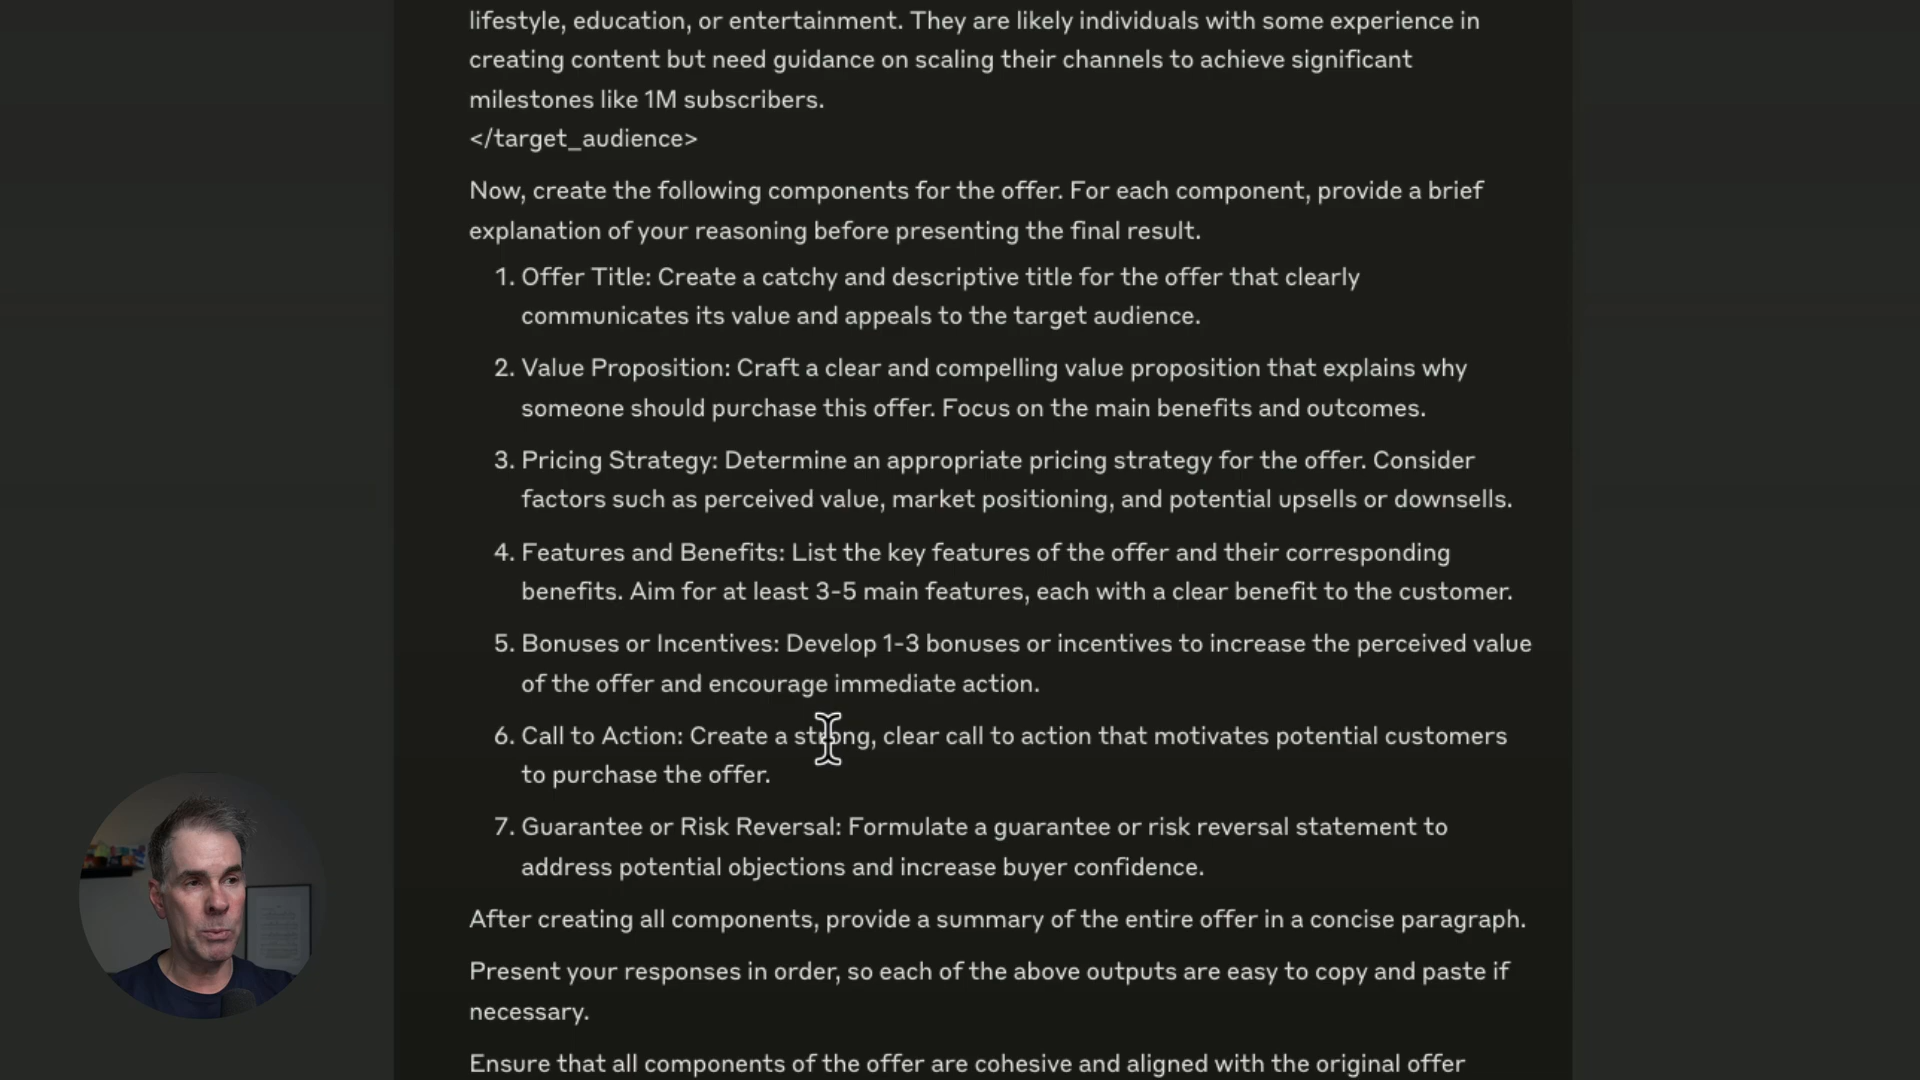 lifestyle, education, or entertainment. They are likely individuals with some experience in
creating content but need guidance on scaling their channels to achieve significant
milestones like 1M subscribers.
</target_audience>
Now, create the following components for the offer. For each component, provide a brief
explanation of your reasoning before presenting the final result.
1. Offer Title: Create a catchy and descriptive title for the offer that clearly
communicates its value and appeals to the target audience.
2. Value Proposition: Craft a clear and compelling value proposition that explains why
someone should purchase this offer. Focus on the main benefits and outcomes.
3. Pricing Strategy: Determine an appropriate pricing strategy for the offer. Consider
factors such as perceived value, market positioning, and potential upsells or downsells.
4. Features and Benefits: List the key features of the offer and their corresponding
benefits. Aim for at least 3-5 main features, each with a clear benefit to the customer.
5. Bonuses or Incentives: Develop 1-3 bonuses or incentives to increase the perceived value
of the offer and encourage immediate action.
6. Call to Action: Create a strong, clear call to action that motivates potential customers
to purchase the offer.
7. Guarantee or Risk Reversal: Formulate a guarantee or risk reversal statement to
address potential objections and increase buyer confidence.
After creating all components, provide a summary of the entire offer in a concise paragraph.
Present your responses in order, so each of the above outputs are easy to copy and paste if
necessary.
Ensure that all components of the offer are cohesive and aligned with the original offer